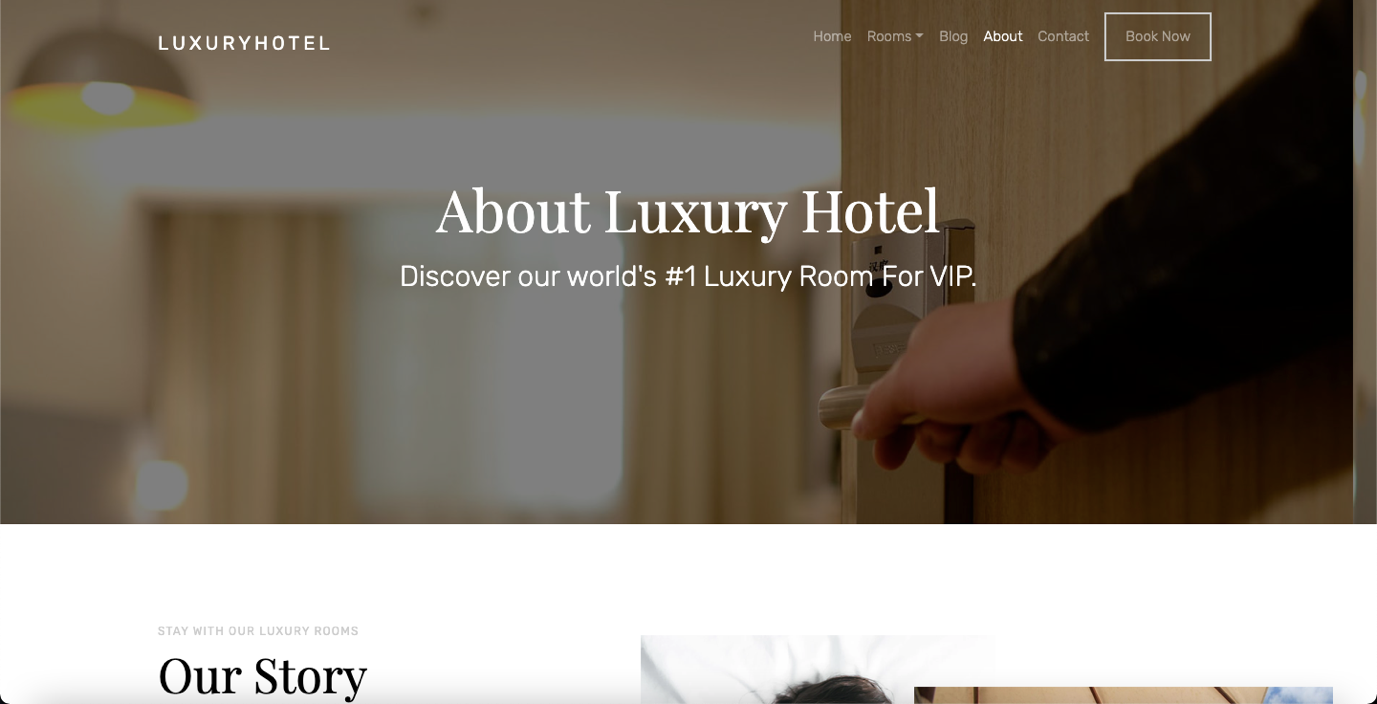 LUXURYHOTEL
Home Rooms Blog About Contact Book Now
About Luxury Hotel
Discover our world's #1 Luxury Room For VIP.
STAY WITH OUR LUXURY ROOMS
Our Story